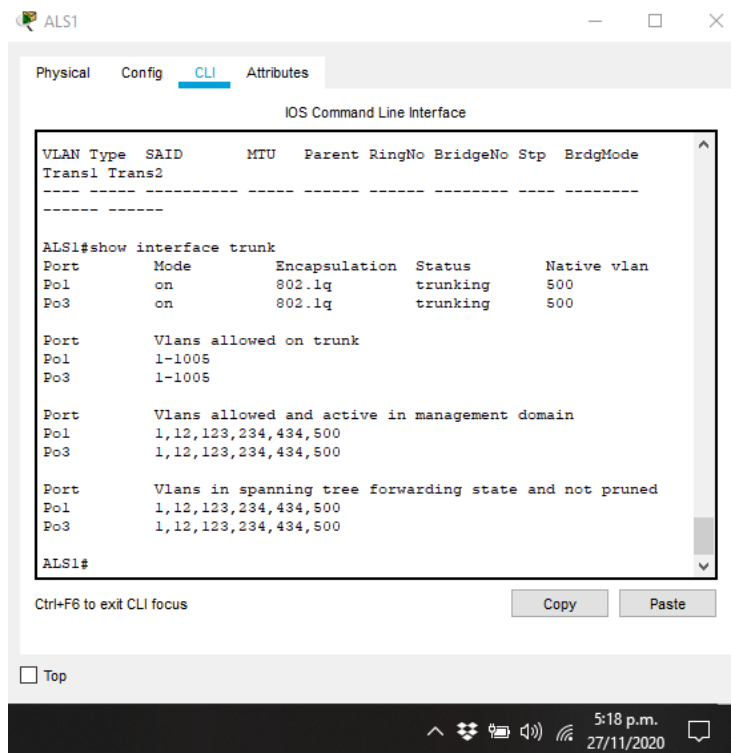 ALS1
Physical Config CLI Attributes
IOS Command Line Interface
VLAN Type  SAID       MTU   Parent RingNo BridgeNo Stp  BrdgMode
Trans1 Trans2
---- ----- ---------- ----- ------ ------ -------- ---- --------
------ ------
ALS1#show interface trunk
Port        Mode         Encapsulation  Status        Native vlan
Po1         on           802.1q         trunking      500
Po3         on           802.1q         trunking      500
Port        Vlans allowed on trunk
Po1         1-1005
Po3         1-1005
Port        Vlans allowed and active in management domain
Po1         1,12,123,234,434,500
Po3         1,12,123,234,434,500
Port        Vlans in spanning tree forwarding state and not pruned
Po1         1,12,123,234,434,500
Po3         1,12,123,234,434,500
ALS1#
Ctrl+F6 to exit CLI focus
Copy Paste
Top
5:18 p.m.
27/11/2020